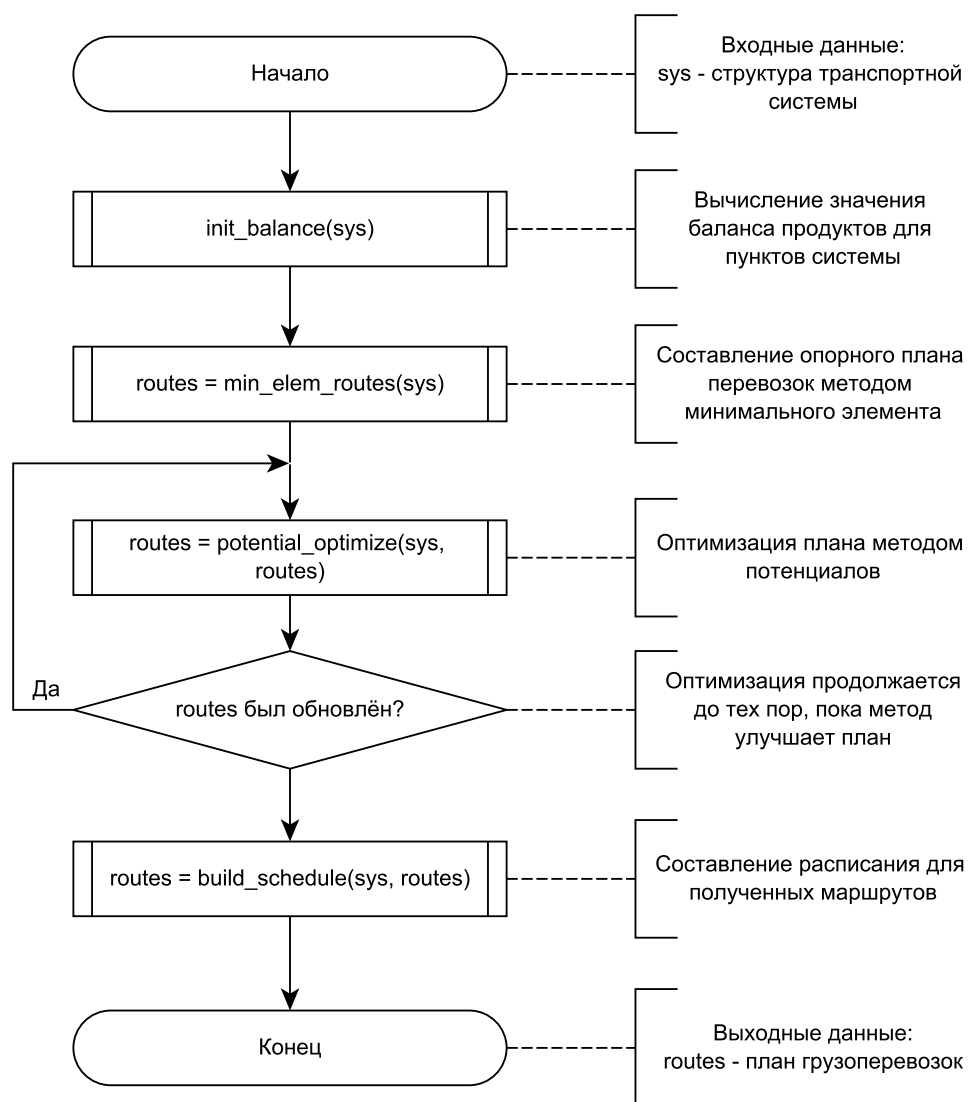 Начало
Входные данные:
sys - структура транспортной
системы
init_balance(sys)
Вычисление значения
баланса продуктов для
пунктов системы
routes = min_elem_routes(sys)
Составление опорного плана
перевозок методом
минимального элемента
routes = potential_optimize(sys,
routes)
Оптимизация плана методом
потенциалов
Да
routes был обновлён?
Оптимизация продолжается
до тех пор, пока метод
улучшает план
routes = build_schedule(sys, routes)
Составление расписания для
полученных маршрутов
Конец
Выходные данные:
routes - план грузоперевозок